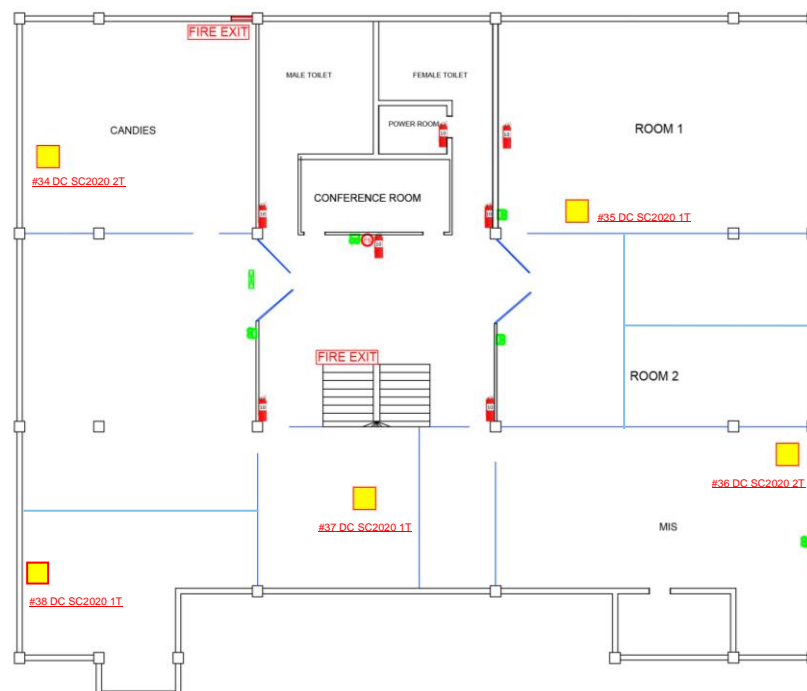 FIRE EXIT
MALE TOILET
FEMALE TOILET
CANDIES
POWER ROOM
ROOM 1
#34 DC SC2020 2T
CONFERENCE ROOM
#35 DC SC2020 1T
FIRE EXIT
ROOM 2
#36 DC SC2020 2T
#37 DC SC2020 1T
MIS
#38 DC SC2020 1T